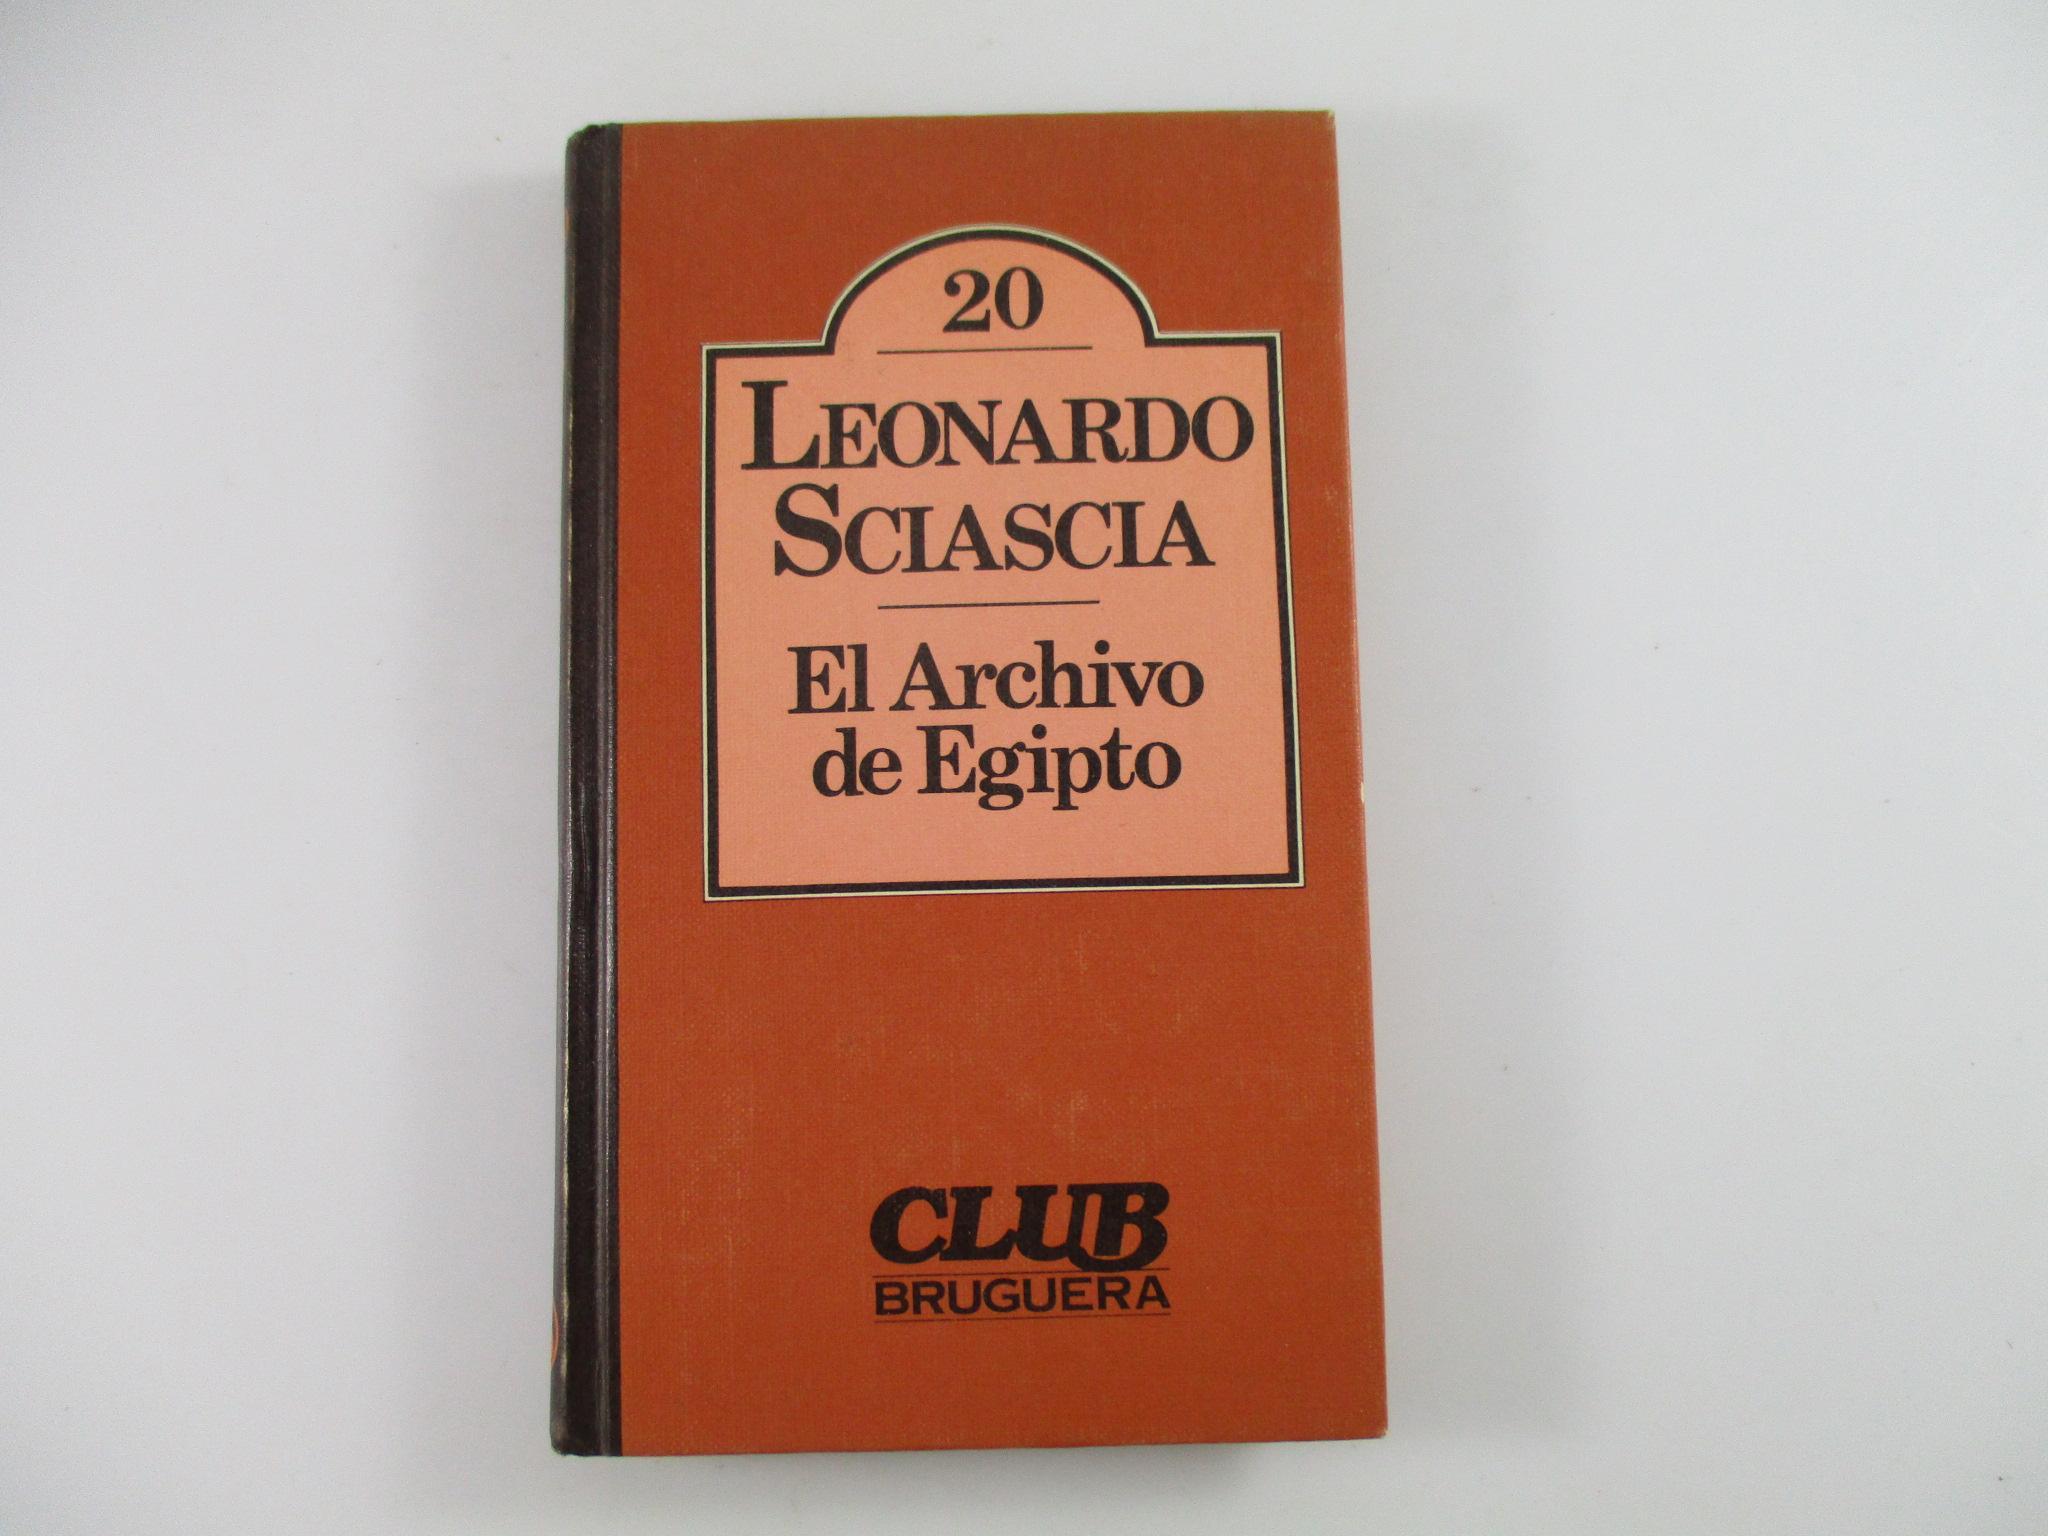 20
LEONARDO
SCIASCIA
El Archivo
de Egipto
CLUB
BRUGUERA